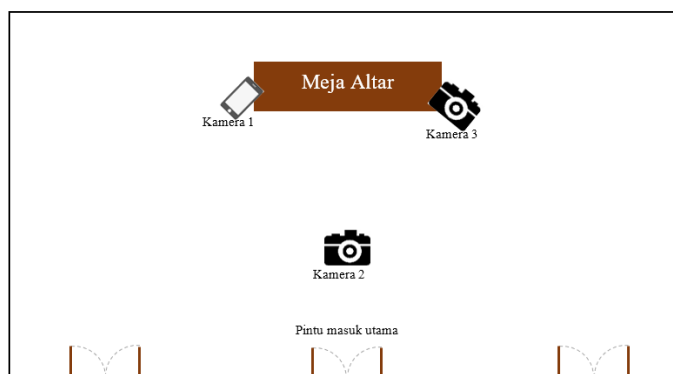 Meja Altar
Kamera 1
Kamera 3
Kamera 2
Pintu masuk utama